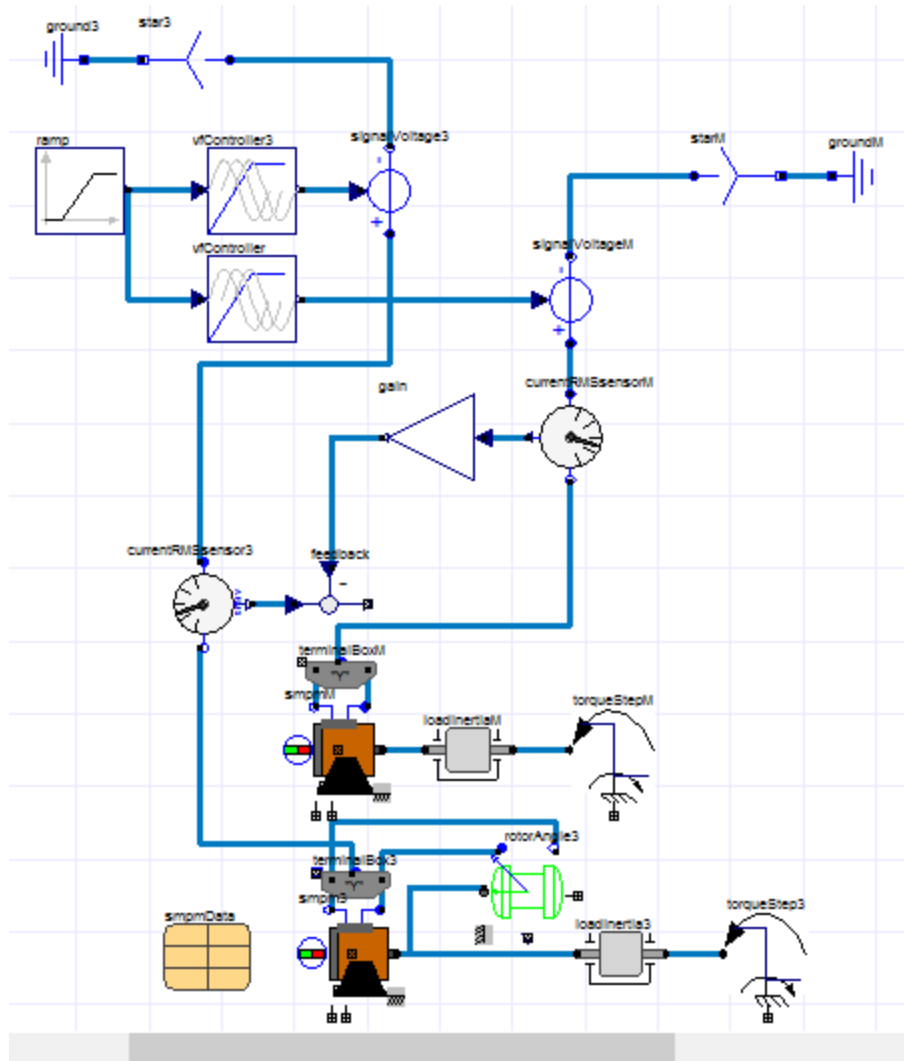 ground3
star3
ramp
vfController3
signalVoltage3
starM
groundM
vfController
signalVoltageM
-
+
-
+
gain
currentRMSsensorM
currentRMSsensor3
feedback
-
terminalBoxM
"Y"
smpmM
loadInertiaM
torqueStepM
rotorAngle3
terminalBox3
"Y"
smpm3
smpmData
loadInertia3
torqueStep3